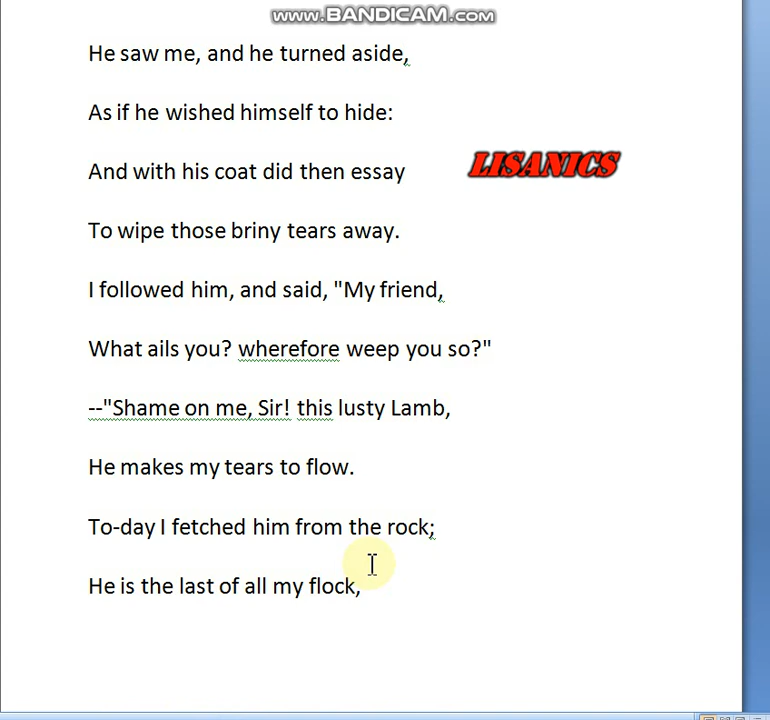 www.BANDICAM.com
He saw me, and he turned aside,
As if he wished himself to hide:
And with his coat did then essay
LISANICS
To wipe those briny tears away.
I followed him, and said, "My friend,
What ails you? wherefore weep you so?"
--"Shame on me, Sir! this lusty Lamb,
He makes my tears to flow.
To-day I fetched him from the rock;
He is the last of all my flock,